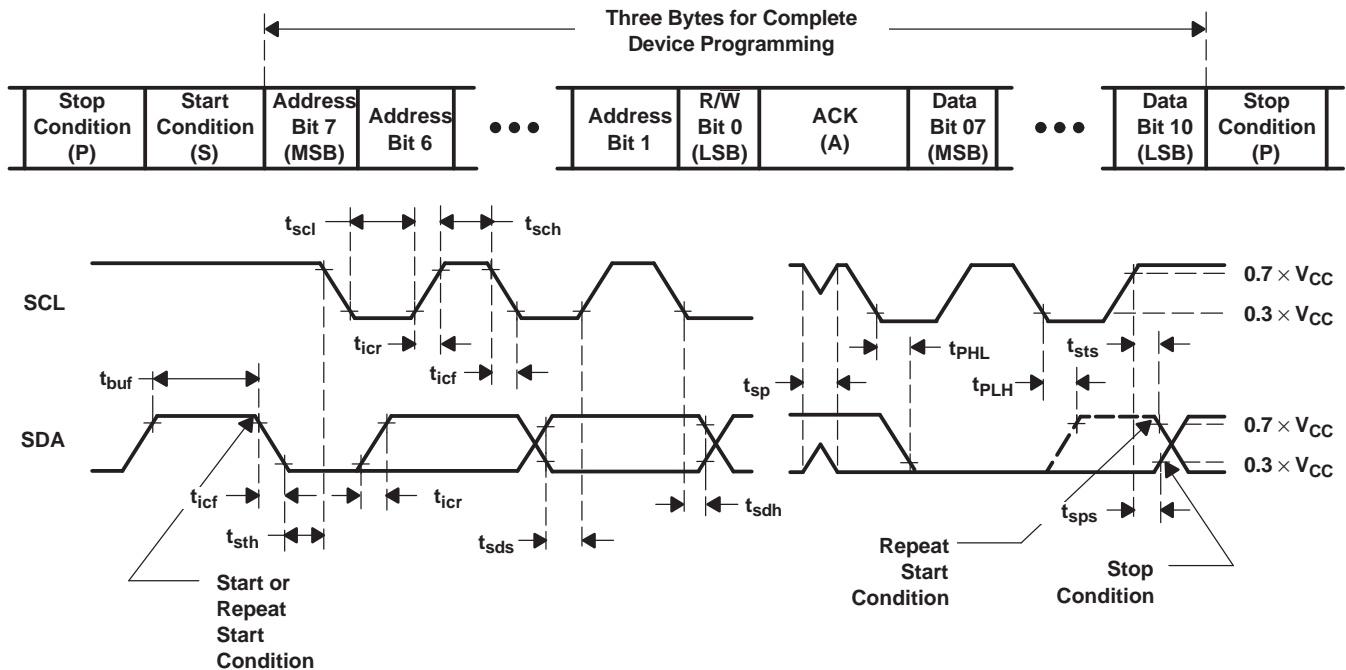 Three Bytes for Complete
Device Programming
Stop
Condition
(P)
Start
Condition
(S)
Address
Bit 7
(MSB)
Address
Bit 6
•••
Address
Bit 1
R/W̅
Bit 0
(LSB)
ACK
(A)
Data
Bit 07
(MSB)
•••
Data
Bit 10
(LSB)
Stop
Condition
(P)
tscl
tsch
SCL
0.7 × VCC
0.3 × VCC
ticr
ticf
tPHL
tsts
tbuf
tsp
tPLH
SDA
0.7 × VCC
0.3 × VCC
ticf
ticr
tsth
tsds
tsdh
tsps
Start or
Repeat
Start
Condition
Repeat
Start
Condition
Stop
Condition